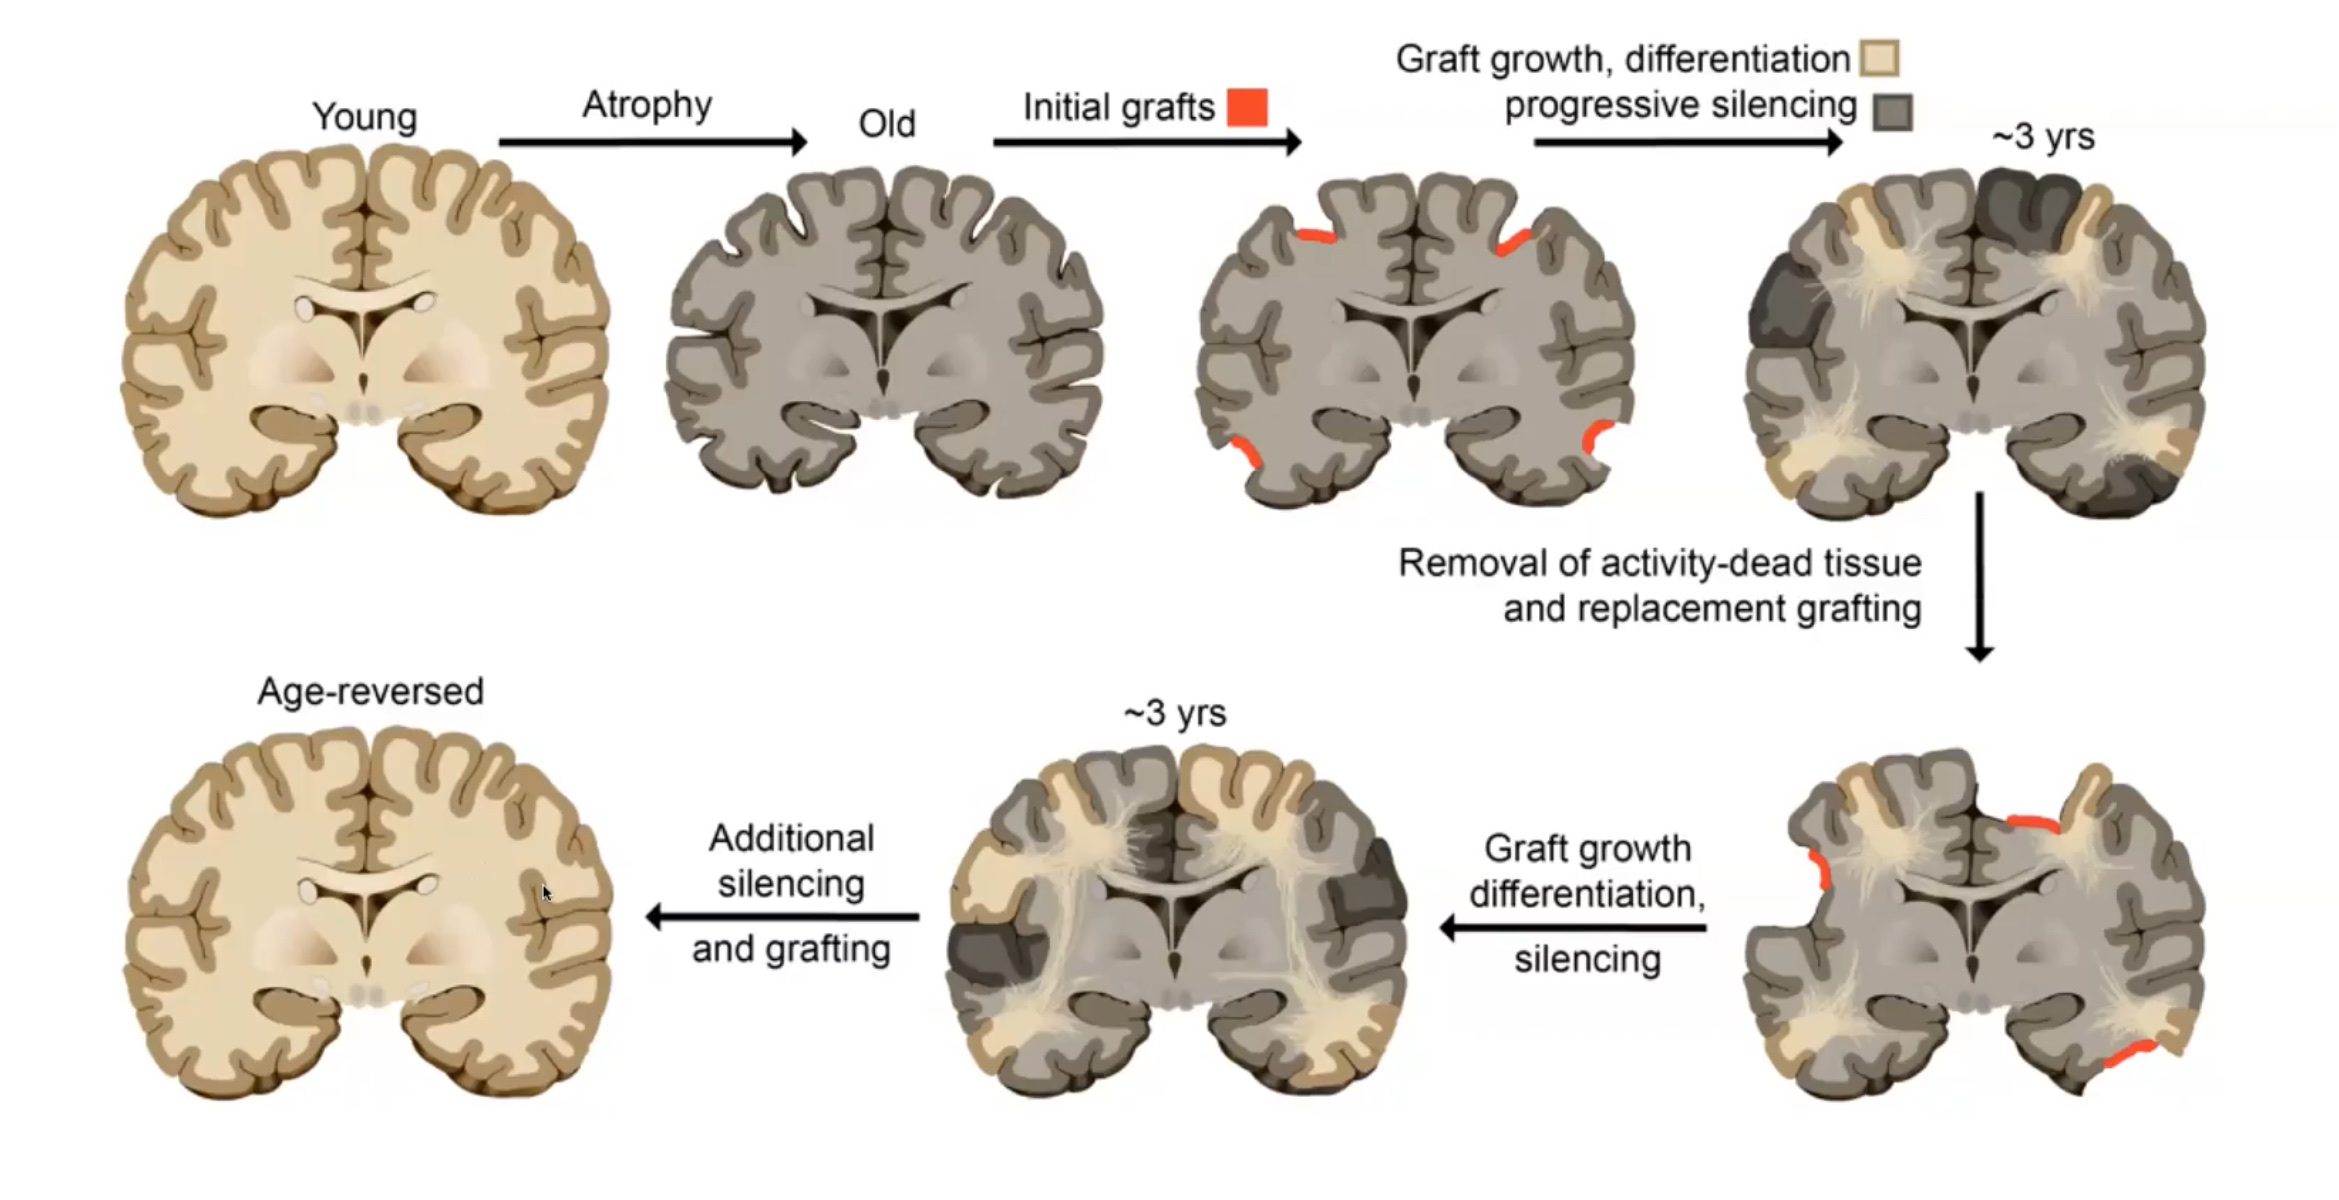 Young
Atrophy
Old
Initial grafts
Graft growth, differentiation
progressive silencing
~3 yrs
Removal of activity-dead tissue
and replacement grafting
Graft growth
differentiation,
silencing
~3 yrs
Additional
silencing
and grafting
Age-reversed